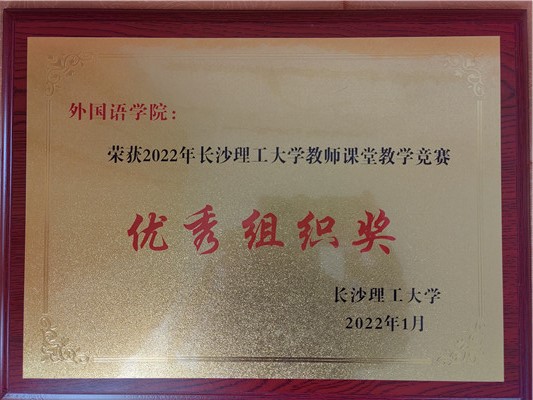 外国语学院：
荣获2022年长沙理工大学教师课堂教学竞赛
优秀组织奖
长沙理工大学
2022年1月